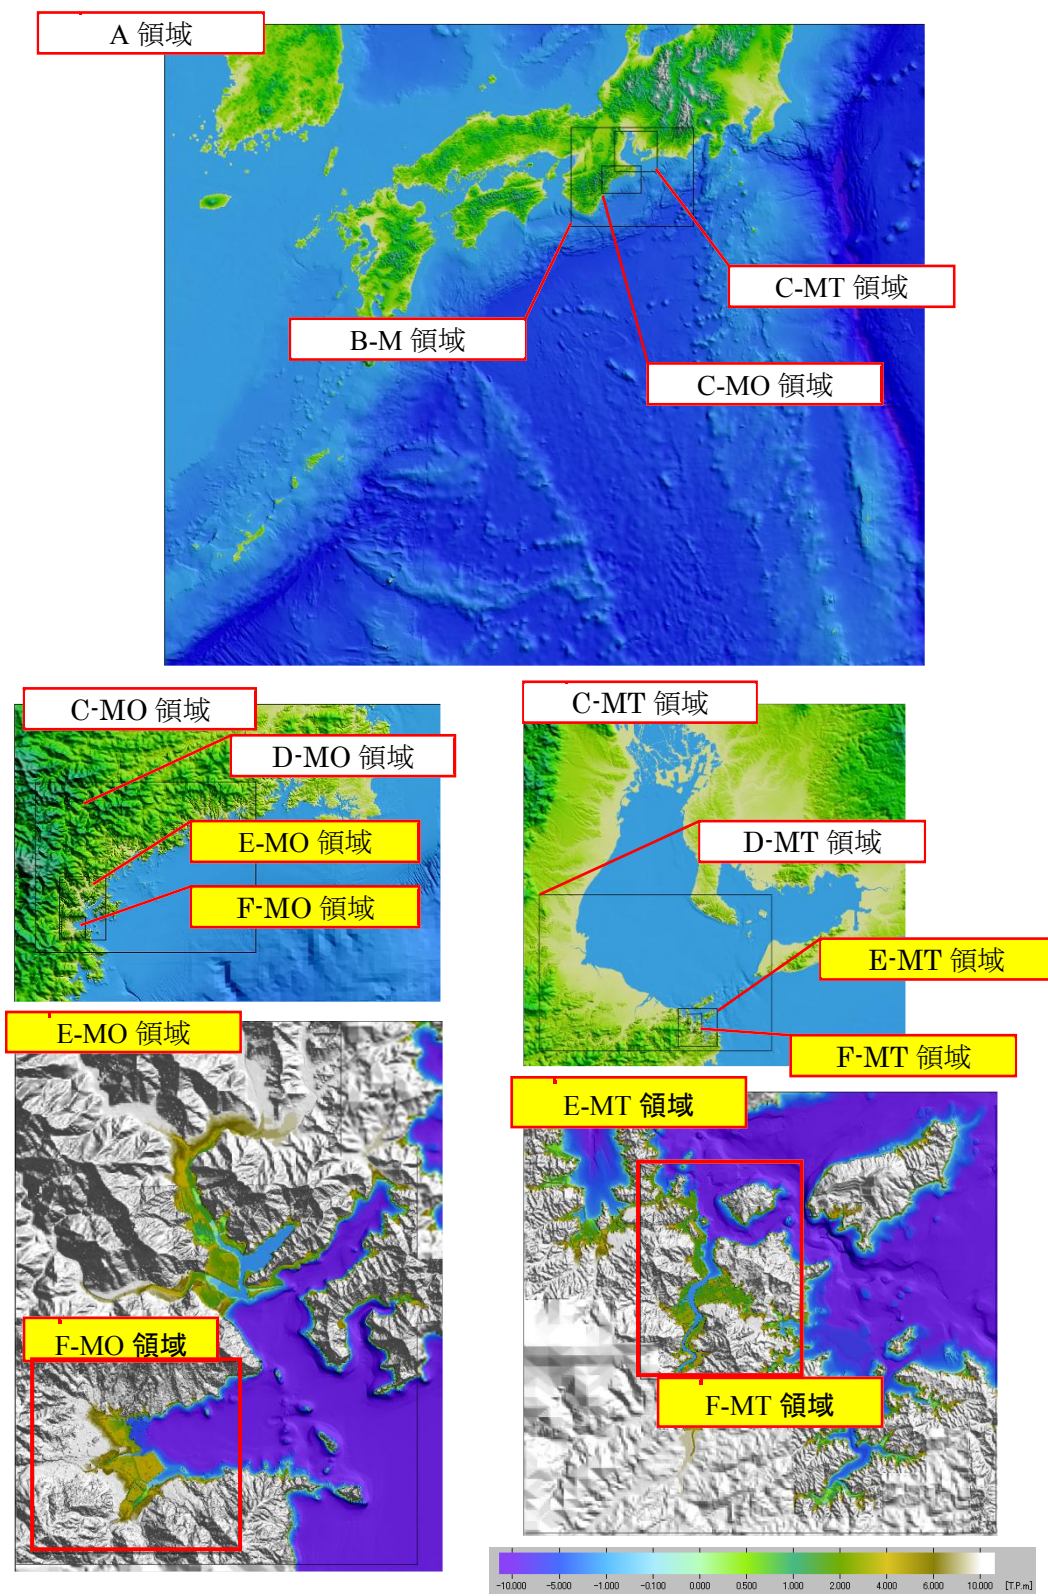 A 領域
C-MT 領域
B-M 領域
C-MO 領域
C-MO 領域
D-MO 領域
E-MO 領域
F-MO 領域
C-MT 領域
D-MT 領域
E-MT 領域
F-MT 領域
E-MO 領域
F-MO 領域
E-MT 領域
F-MT 領域
-10.000 -5.000 -1.000 -0.100 0.000 0.500 1.000 2.000 4.000 6.000 10.000 [T.P.m]